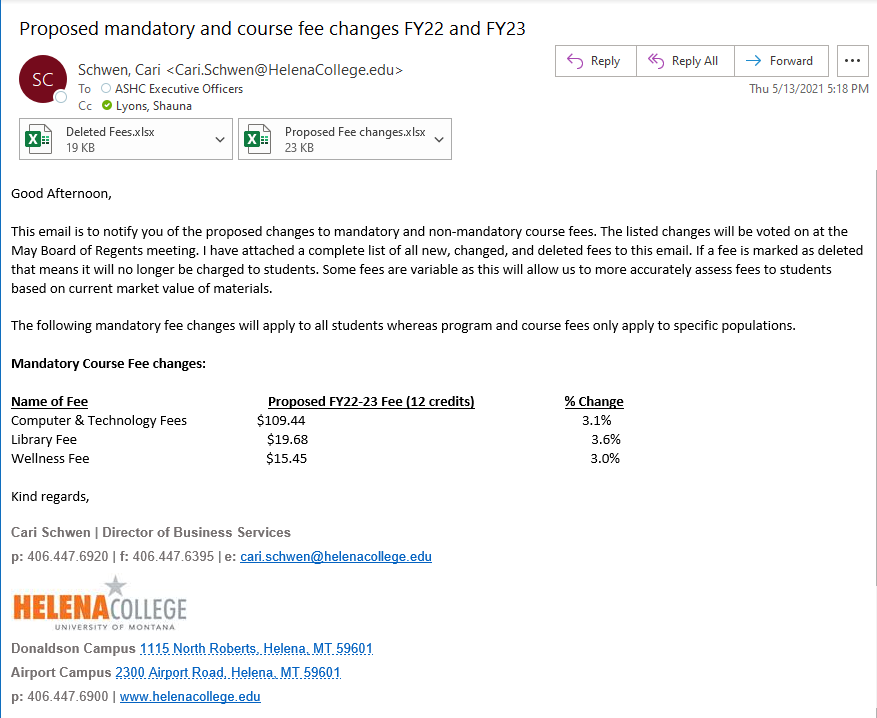 Proposed mandatory and course fee changes FY22 and FY23
SC
Schwen, Cari <Cari.Schwen@HelenaCollege.edu>
To ASHC Executive Officers
Cc Lyons, Shauna
Reply
Reply All
Forward
...
Thu 5/13/2021 5:18 PM
Deleted Fees.xlsx
19 KB
Proposed Fee changes.xlsx
23 KB
Good Afternoon,
This email is to notify you of the proposed changes to mandatory and non-mandatory course fees. The listed changes will be voted on at the
May Board of Regents meeting. I have attached a complete list of all new, changed, and deleted fees to this email. If a fee is marked as deleted
that means it will no longer be charged to students. Some fees are variable as this will allow us to more accurately assess fees to students
based on current market value of materials.
The following mandatory fee changes will apply to all students whereas program and course fees only apply to specific populations.
Mandatory Course Fee changes:
Name of Fee Proposed FY22-23 Fee (12 credits) % Change
Computer & Technology Fees $109.44 3.1%
Library Fee $19.68 3.6%
Wellness Fee $15.45 3.0%
Kind regards,
Cari Schwen | Director of Business Services
p: 406.447.6920 | f: 406.447.6395 | e: cari.schwen@helenacollege.edu
HELENACOLLEGE
UNIVERSITY OF MONTANA
Donaldson Campus 1115 North Roberts, Helena, MT 59601
Airport Campus 2300 Airport Road, Helena, MT 59601
p: 406.447.6900 | www.helenacollege.edu